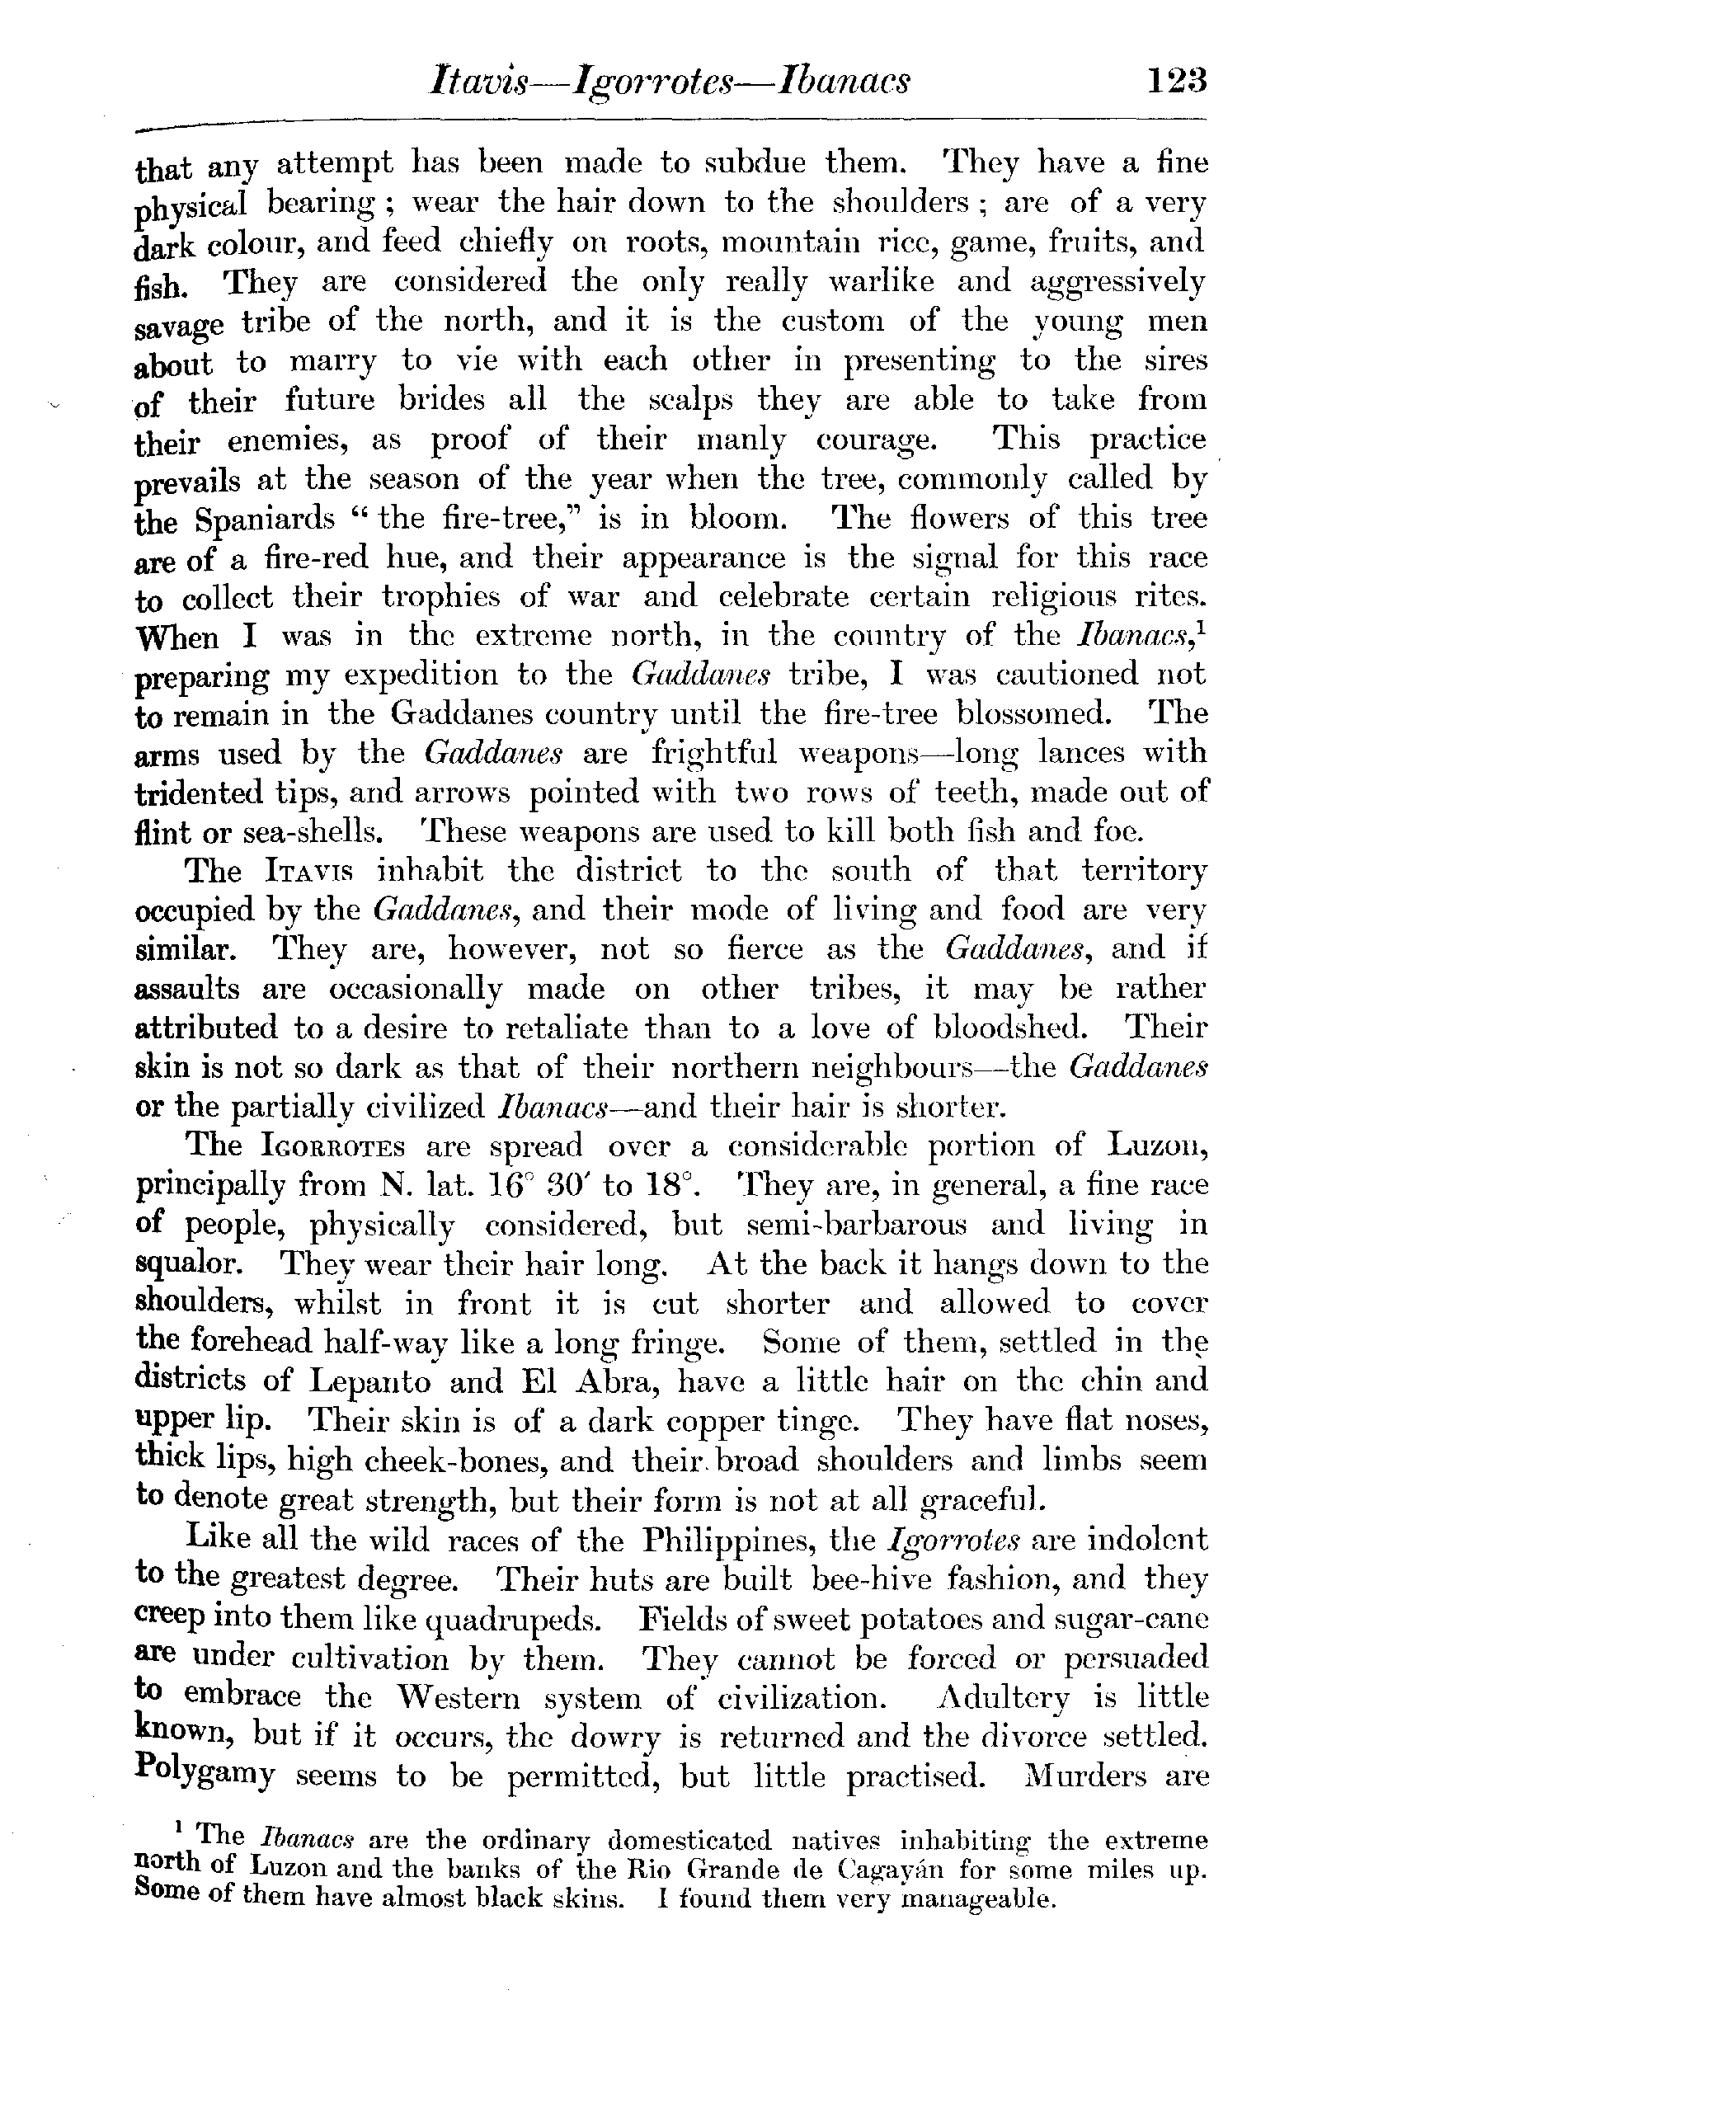 Itavis—Igorrotes—Ibanacs 123
that any attempt has been made to subdue them. They have a fine
physical bearing ; wear the hair down to the shoulders ; are of a very
dark colour, and feed chiefly on roots, mountain rice, game, fruits, and
fish. They are considered the only really warlike and aggressively
savage tribe of the north, and it is the custom of the young men
about to marry to vie with each other in presenting to the sires
of their future brides all the scalps they are able to take from
their enemies, as proof of their manly courage. This practice
prevails at the season of the year when the tree, commonly called by
the Spaniards “ the fire-tree,” is in bloom. The flowers of this tree
are of a fire-red hue, and their appearance is the signal for this race
to collect their trophies of war and celebrate certain religious rites.
When I was in the extreme north, in the country of the Ibanacs,¹
preparing my expedition to the Gaddanes tribe, I was cautioned not
to remain in the Gaddanes country until the fire-tree blossomed. The
arms used by the Gaddanes are frightful weapons—long lances with
tridented tips, and arrows pointed with two rows of teeth, made out of
flint or sea-shells. These weapons are used to kill both fish and foe.
The ITAVIS inhabit the district to the south of that territory
occupied by the Gaddanes, and their mode of living and food are very
similar. They are, however, not so fierce as the Gaddanes, and if
assaults are occasionally made on other tribes, it may be rather
attributed to a desire to retaliate than to a love of bloodshed. Their
skin is not so dark as that of their northern neighbours—the Gaddanes
or the partially civilized Ibanacs—and their hair is shorter.
The IGORROTES are spread over a considerable portion of Luzon,
principally from N. lat. 16° 30′ to 18°. They are, in general, a fine race
of people, physically considered, but semi-barbarous and living in
squalor. They wear their hair long. At the back it hangs down to the
shoulders, whilst in front it is cut shorter and allowed to cover
the forehead half-way like a long fringe. Some of them, settled in the
districts of Lepanto and El Abra, have a little hair on the chin and
upper lip. Their skin is of a dark copper tinge. They have flat noses,
thick lips, high cheek-bones, and their broad shoulders and limbs seem
to denote great strength, but their form is not at all graceful.
Like all the wild races of the Philippines, the Igorrotes are indolent
to the greatest degree. Their huts are built bee-hive fashion, and they
creep into them like quadrupeds. Fields of sweet potatoes and sugar-cane
are under cultivation by them. They cannot be forced or persuaded
to embrace the Western system of civilization. Adultery is little
known, but if it occurs, the dowry is returned and the divorce settled.
Polygamy seems to be permitted, but little practised. Murders are
¹ The Ibanacs are the ordinary domesticated natives inhabiting the extreme
north of Luzon and the banks of the Rio Grande de Cagayán for some miles up.
Some of them have almost black skins. I found them very manageable.